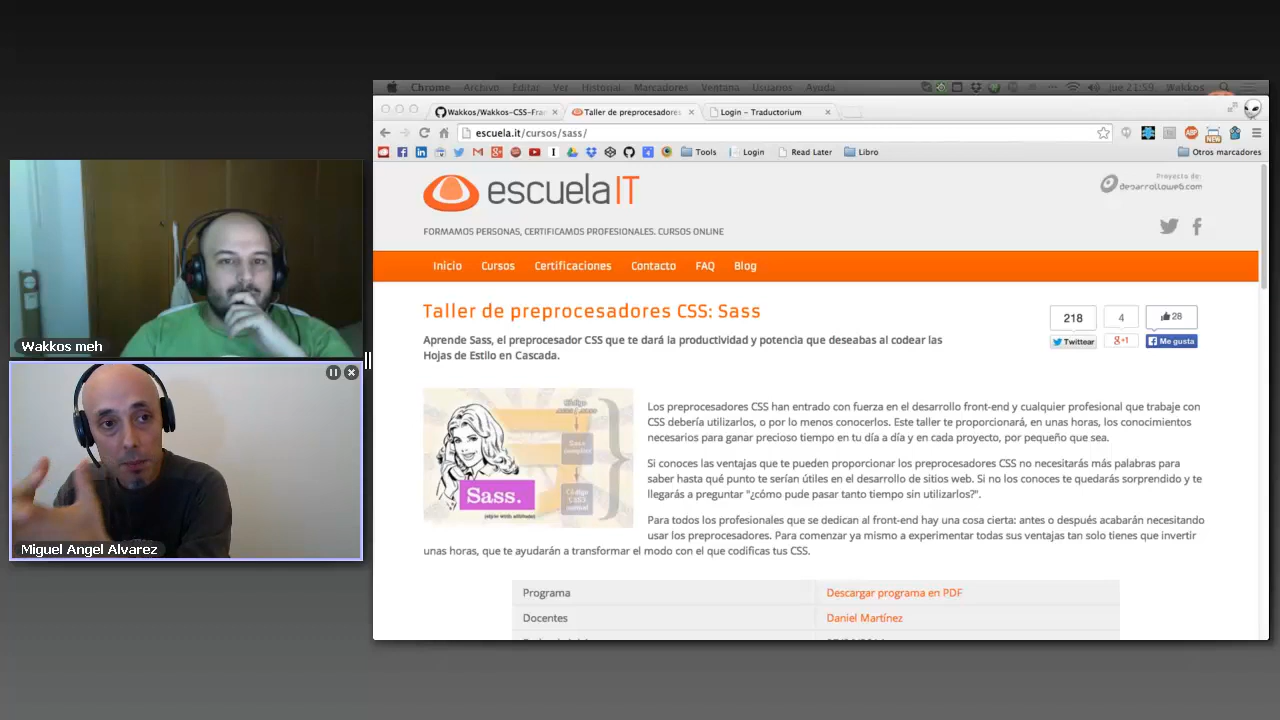 Wakkos meh
Miguel Angel Alvarez
Chrome Archivo Editar Ver Historial Marcadores Ventana Usuarios Ayuda
jue 21:59 Wakkos
Wakkos/Wakkos-CSS-Fra
Taller de preprocesadores
Login – Traductorium
escuela.it/cursos/sass/
Tools
Login
Read Later
Libro
Otros marcadores
NEW
escuelaIT
Proyecto de:
desarrolloweb.com
FORMAMOS PERSONAS, CERTIFICAMOS PROFESIONALES. CURSOS ONLINE
Inicio Cursos Certificaciones Contacto FAQ Blog
Taller de preprocesadores CSS: Sass
218 4 28
Twittear +1 Me gusta
Aprende Sass, el preprocesador CSS que te dará la productividad y potencia que deseabas al codear las
Hojas de Estilo en Cascada.
Sass.
Los preprocesadores CSS han entrado con fuerza en el desarrollo front-end y cualquier profesional que trabaje con
CSS debería utilizarlos, o por lo menos conocerlos. Este taller te proporcionará, en unas horas, los conocimientos
necesarios para ganar precioso tiempo en tu día a día y en cada proyecto, por pequeño que sea.
Si conoces las ventajas que te pueden proporcionar los preprocesadores CSS no necesitarás más palabras para
saber hasta qué punto te serían útiles en el desarrollo de sitios web. Si no los conoces te quedarás sorprendido y te
llegarás a preguntar "¿cómo pude pasar tanto tiempo sin utilizarlos?".
Para todos los profesionales que se dedican al front-end hay una cosa cierta: antes o después acabarán necesitando
usar los preprocesadores. Para comenzar ya mismo a experimentar todas sus ventajas tan solo tienes que invertir
unas horas, que te ayudarán a transformar el modo con el que codificas tus CSS.
Programa Descargar programa en PDF
Docentes Daniel Martínez